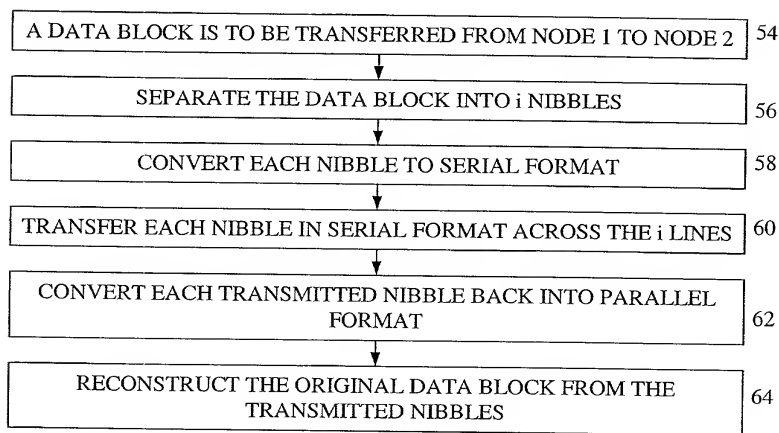 A DATA BLOCK IS TO BE TRANSFERRED FROM NODE 1 TO NODE 2 54
SEPARATE THE DATA BLOCK INTO i NIBBLES 56
CONVERT EACH NIBBLE TO SERIAL FORMAT 58
TRANSFER EACH NIBBLE IN SERIAL FORMAT ACROSS THE i LINES 60
CONVERT EACH TRANSMITTED NIBBLE BACK INTO PARALLEL
FORMAT 62
RECONSTRUCT THE ORIGINAL DATA BLOCK FROM THE
TRANSMITTED NIBBLES 64